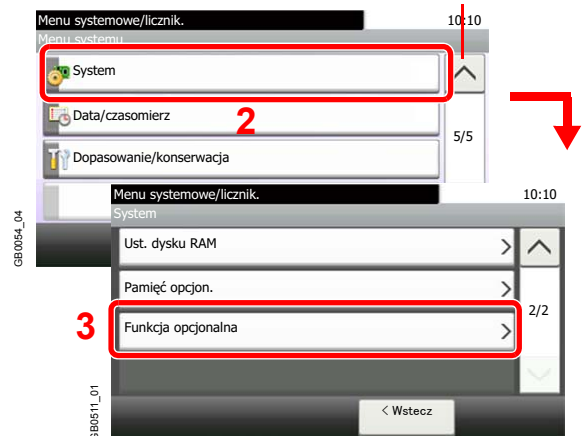 Menu systemowe/licznik.
10:10
Menu systemu
System
2
Data/czasomierz
5/5
Dopasowanie/konserwacja
GB0054_04
Menu systemowe/licznik.
10:10
System
Ust. dysku RAM
Pamięć opcjon.
2/2
3
Funkcja opcjonalna
< Wstecz
GB0511_01